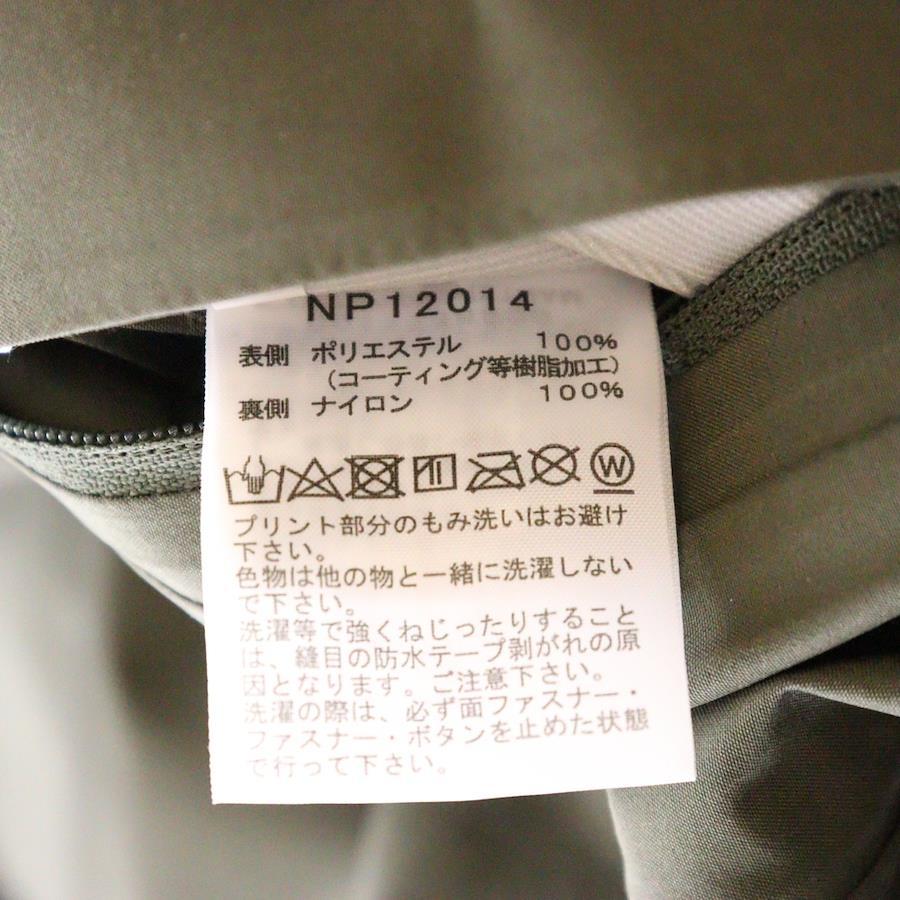 NP12014
表側 ポリエステル 100%
(コーティング等樹脂加工)
裏側 ナイロン 100%
W
プリント部分のもみ洗いはお避け
下さい。
色物は他の物と一緒に洗濯しない
で下さい。
洗濯等で強くねじったりすること
は、縫目の防水テープ剥がれの原
因となります。ご注意下さい。
洗濯の際は、必ず面ファスナー・
ファスナー・ボタンを止めた状態
で行って下さい。